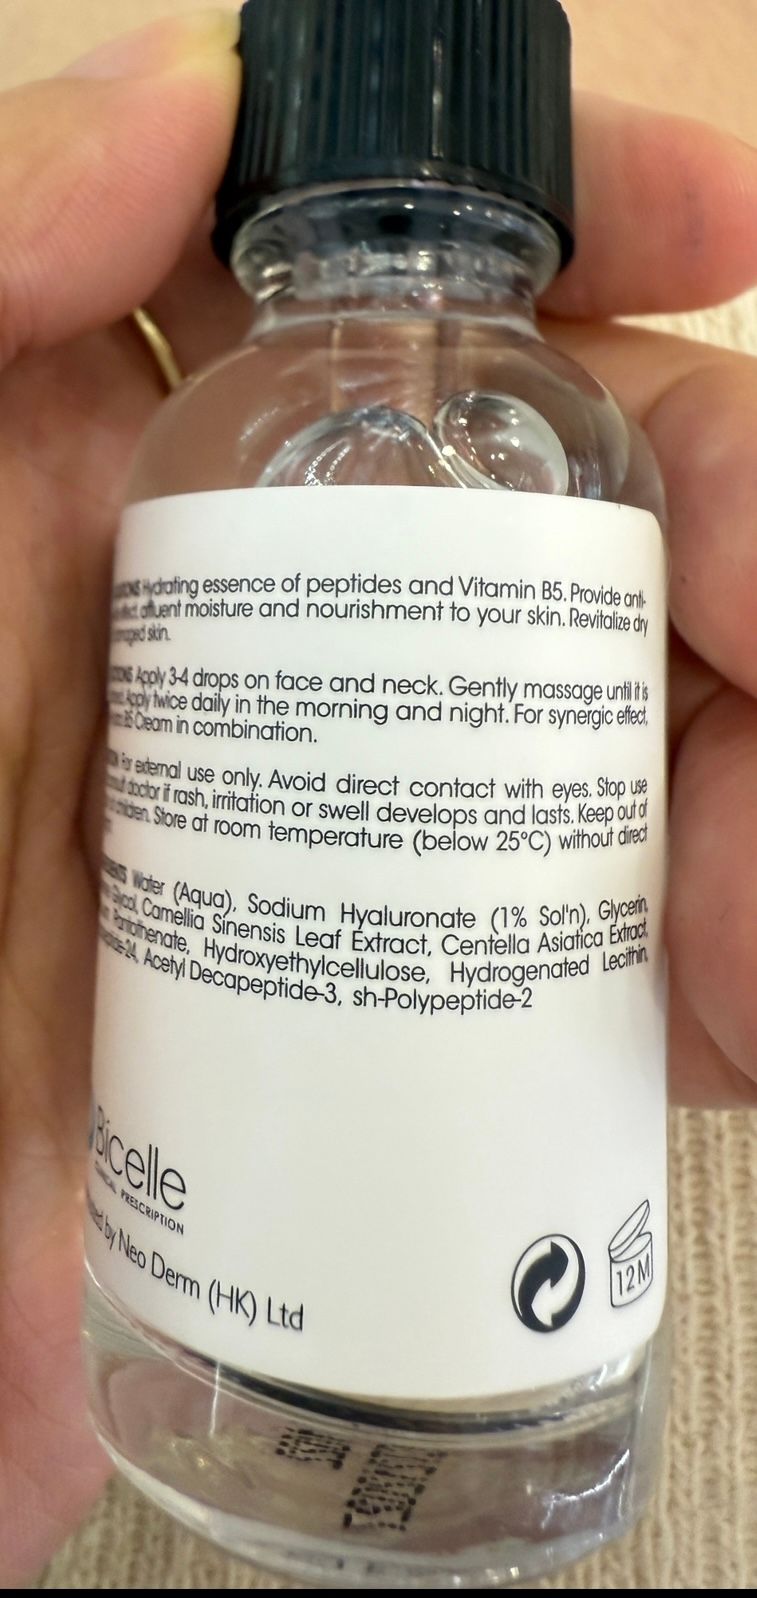 Hydrating essence of peptides and Vitamin B5. Provide anti-
effect, affluent moisture and nourishment to your skin. Revitalize dry
skin.
Apply 3-4 drops on face and neck. Gently massage until it is
Apply twice daily in the morning and night. For synergic effect,
B5 Cream in combination.
For external use only. Avoid direct contact with eyes. Stop use
doctor if rash, irritation or swell develops and lasts. Keep out of
children. Store at room temperature (below 25°C) without direct
Water (Aqua), Sodium Hyaluronate (1% Sol'n), Glycerin,
Glycol, Camellia Sinensis Leaf Extract, Centella Asiatica Extract,
Pantothenate, Hydroxyethylcellulose, Hydrogenated Lecithin,
Acetyl Decapeptide-3, sh-Polypeptide-2
Bicelle
PRESCRIPTION
by Neo Derm (HK) Ltd
12M